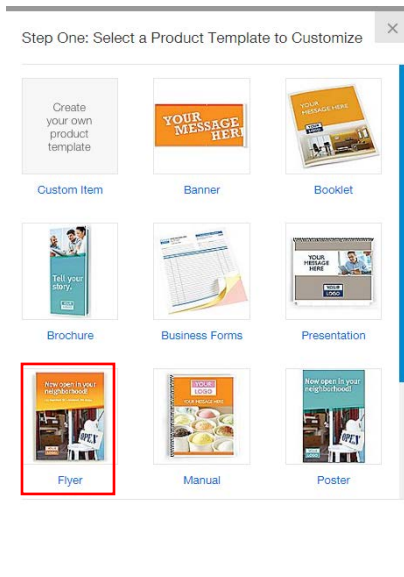 Step One: Select a Product Template to Customize
×
Create
your own
product
template
YOUR
MESSAGE
HERE
YOUR
MESSAGE HERE
Custom Item
Banner
Booklet
Tell your
story.
YOUR
LOGO
YOUR
MESSAGE
HERE
YOUR
LOGO
Brochure
Business Forms
Presentation
Now open in your
neighborhood!
OPEN
YOUR
LOGO
YOUR MESSAGE HERE
Now open in your
neighborhood!
OPEN
Flyer
Manual
Poster